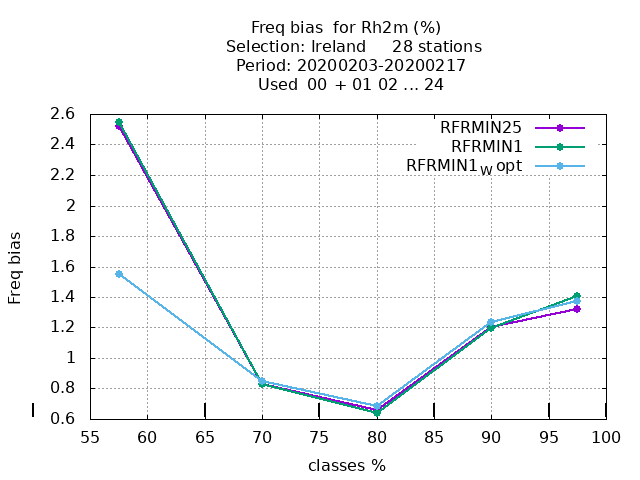 Freq bias for Rh2m (%)
Selection: Ireland 28 stations
Period: 20200203-20200217
Used 00 + 01 02 ... 24
RFRMIN25
RFRMIN1
RFRMIN1W opt
2.6
2.4
2.2
2
1.8
1.6
1.4
1.2
1
0.8
0.6
Freq bias
55 60 65 70 75 80 85 90 95 100
classes %